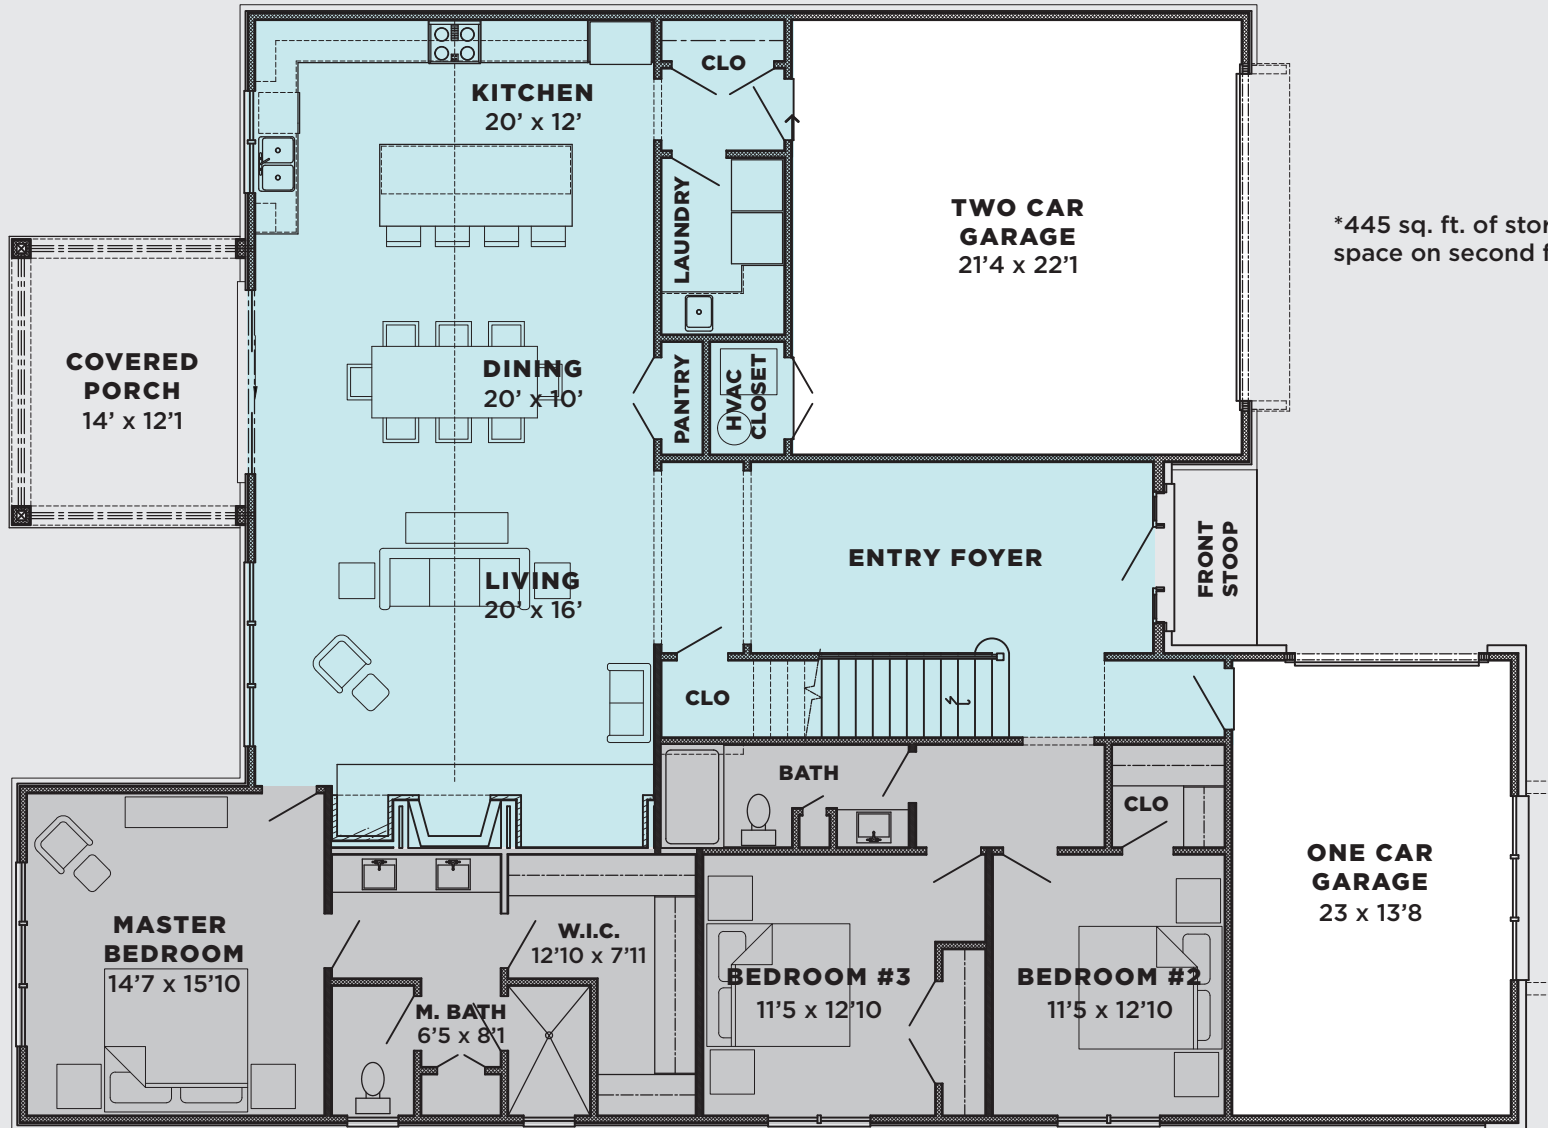 KITCHEN
20’ x 12’
CLO
LAUNDRY
TWO CAR
GARAGE
21’4 x 22’1
*445 sq. ft. of
space on second
COVERED
PORCH
14’ x 12’1
DINING
20’ x 10’
PANTRY
HVAC
CLOSET
LIVING
20’ x 16’
ENTRY FOYER
FRONT
STOOP
CLO
BATH
CLO
MASTER
BEDROOM
14’7 x 15’10
W.I.C.
12’10 x 7’11
M. BATH
6’5 x 8’1
BEDROOM #3
11’5 x 12’10
BEDROOM #2
11’5 x 12’10
ONE CAR
GARAGE
23 x 13’8